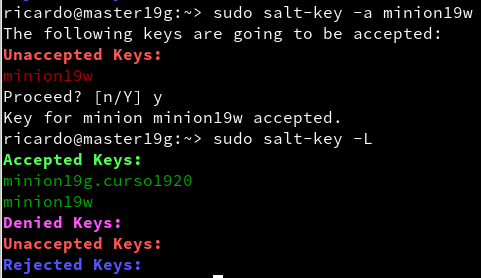 ricardo@master19g:~> sudo salt-key -a minion19w
The following keys are going to be accepted:
Unaccepted Keys:
minion19w
Proceed? [n/Y] y
Key for minion minion19w accepted.
ricardo@master19g:~> sudo salt-key -L
Accepted Keys:
minion19g.curso1920
minion19w
Denied Keys:
Unaccepted Keys:
Rejected Keys: